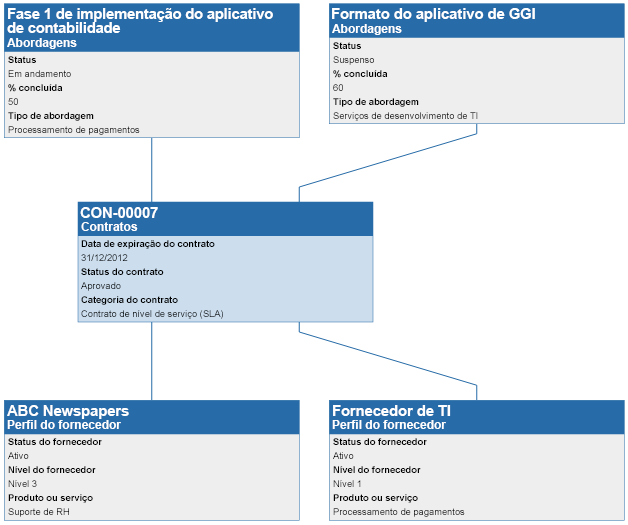 Fase 1 de implementação do aplicativo
de contabilidade
Abordagens
Status
Em andamento
% concluída
50
Tipo de abordagem
Processamento de pagamentos
Formato do aplicativo de GGI
Abordagens
Status
Suspenso
% concluída
60
Tipo de abordagem
Serviços de desenvolvimento de TI
CON-00007
Contratos
Data de expiração do contrato
31/12/2012
Status do contrato
Aprovado
Categoria do contrato
Contrato de nível de serviço (SLA)
ABC Newspapers
Perfil do fornecedor
Status do fornecedor
Ativo
Nível do fornecedor
Nível 3
Produto ou serviço
Suporte de RH
Fornecedor de TI
Perfil do fornecedor
Status do fornecedor
Ativo
Nível do fornecedor
Nível 1
Produto ou serviço
Processamento de pagamentos